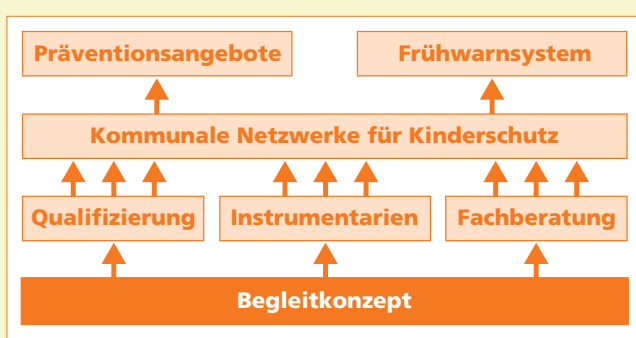 Präventionsangebote
Frühwarnsystem
Kommunale Netzwerke für Kinderschutz
Qualifizierung
Instrumentarien
Fachberatung
Begleitkonzept